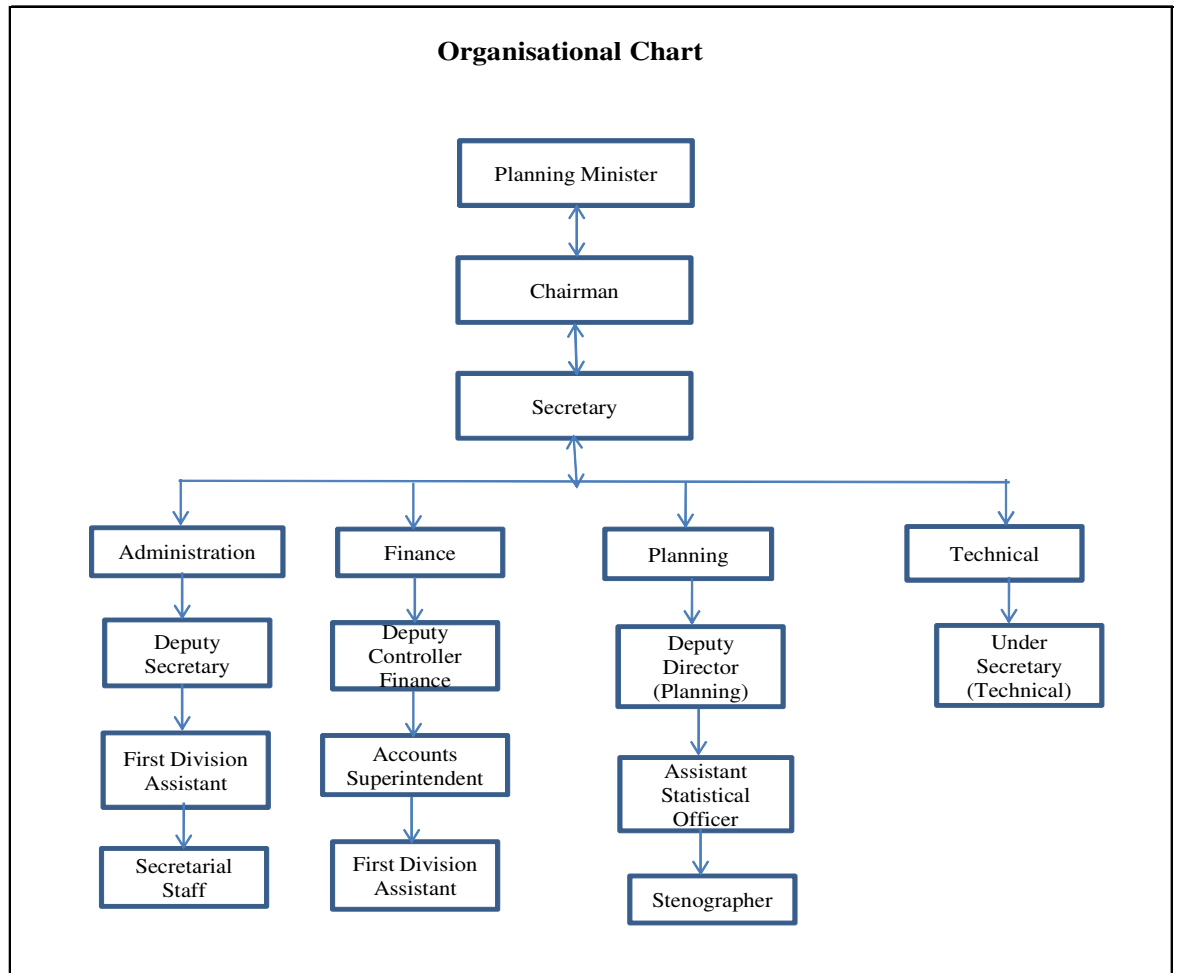 Organisational Chart
Planning Minister
Chairman
Secretary
Administration
Finance
Planning
Technical
Deputy
Secretary
Deputy
Controller
Finance
Deputy
Director
(Planning)
Under
Secretary
(Technical)
First Division
Assistant
Accounts
Superintendent
Assistant
Statistical
Officer
Secretarial
Staff
First Division
Assistant
Stenographer